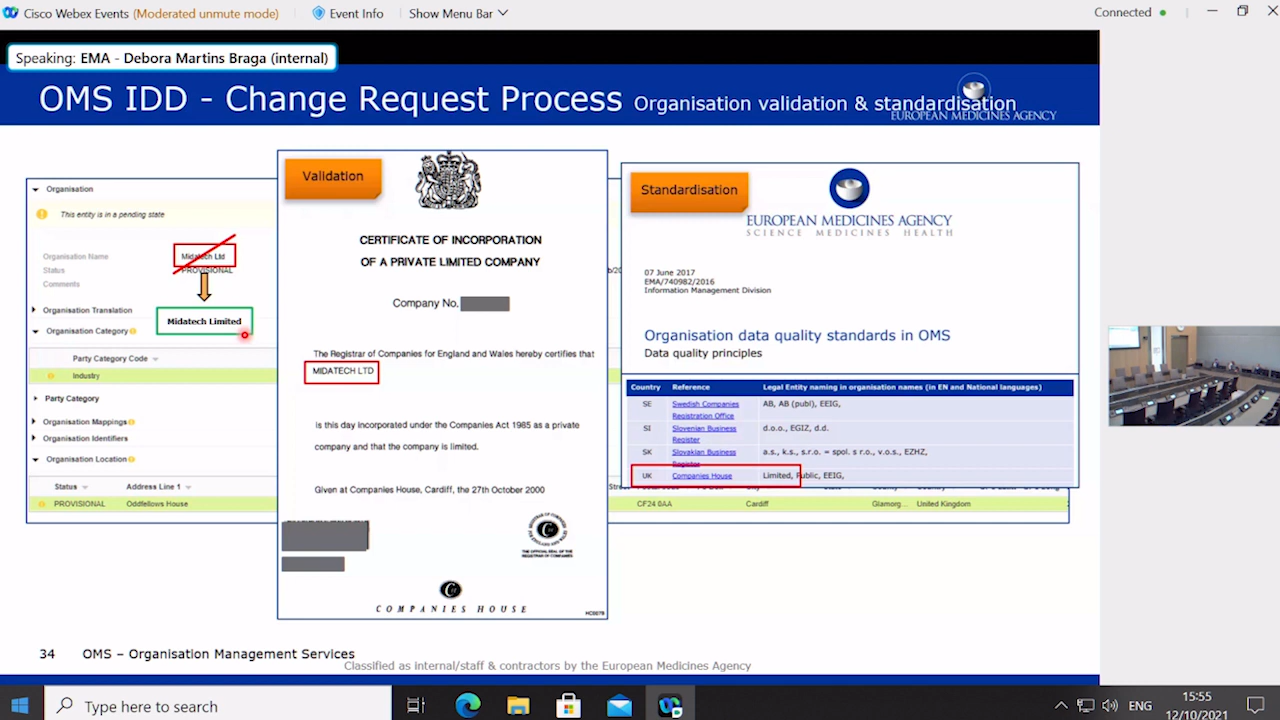 Cisco Webex Events (Moderated unmute mode)
Event Info
Show Menu Bar
Connected
Speaking: EMA - Debora Martins Braga (internal)
OMS IDD - Change Request Process Organisation validation & standardisation
EUROPEAN MEDICINES AGENCY
Organisation
This entity is in a pending state
Organisation Name
Midatech Ltd
Status
PROVISIONAL
Comments
Organisation Translation
Midatech Limited
Organisation Category
Party Category Code
Industry
Party Category
Organisation Mappings
Organisation Identifiers
Organisation Location
Status
Address Line 1
PROVISIONAL
Oddfellows House
CF24 0AA
Cardiff
Glamorg...
United Kingdom
Validation
CERTIFICATE OF INCORPORATION
OF A PRIVATE LIMITED COMPANY
Company No.
The Registrar of Companies for England and Wales hereby certifies that
MIDATECH LTD
is this day incorporated under the Companies Act 1985 as a private
company and that the company is limited.
Given at Companies House, Cardiff, the 27th October 2000
COMPANIES HOUSE
Standardisation
EUROPEAN MEDICINES AGENCY
SCIENCE MEDICINES HEALTH
07 June 2017
EMA/740982/2016
Information Management Division
Organisation data quality standards in OMS
Data quality principles
Country Reference Legal Entity naming in organisation names (in EN and National languages)
SE Swedish Companies AB, AB (publ), EEIG,
Registration Office
SI Slovenian Business d.o.o., EGIZ, d.d.
Register
SK Slovakian Business a.s., k.s., s.r.o. = spol. s r.o., v.o.s., EZHZ,
Register
UK Companies House Limited, Public, EEIG,
34 OMS – Organisation Management Services
Classified as internal/staff & contractors by the European Medicines Agency
Type here to search
ENG
15:55
12/10/2021